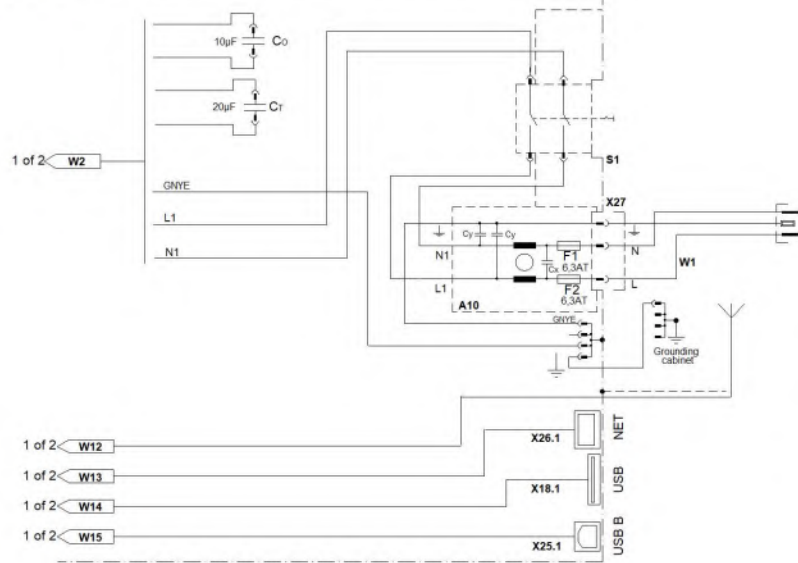 10µF
CO
20µF
CT
1 of 2
W2
GNYE
L1
N1
S1
X27
Cy
Cy
N1
F1
6,3AT
Cx
L1
F2
6,3AT
A10
N
L
W1
GNYE
Grounding
cabinet
1 of 2
W12
1 of 2
W13
1 of 2
W14
1 of 2
W15
X26.1
NET
X18.1
USB
X25.1
USB B